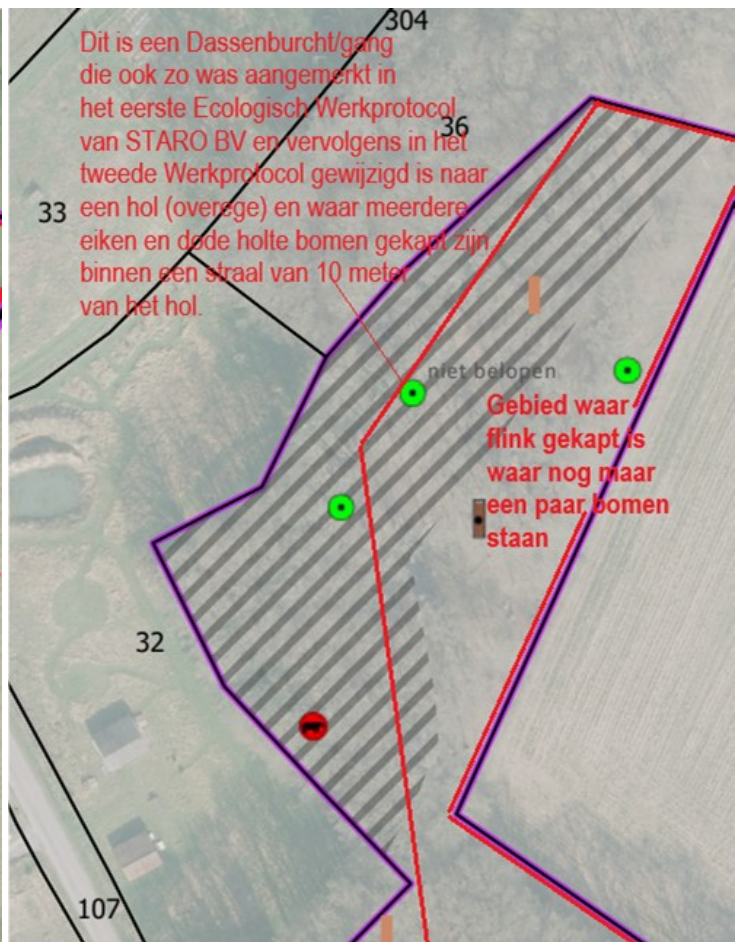 304
Dit is een Dassenburcht/gang
die ook zo was aangemerkt in
het eerste Ecologisch Werkprotocol
van STARO BV en vervolgens in het
tweede Werkprotocol gewijzigd is naar
een hol (overege) en waar meerdere
eiken en dode holte bomen gekapt zijn
binnen een straal van 10 meter
van het hol.
36
33
niet belopen
Gebied waar
flink gekapt is
waar nog maar
een paar bomen
staan
32
107